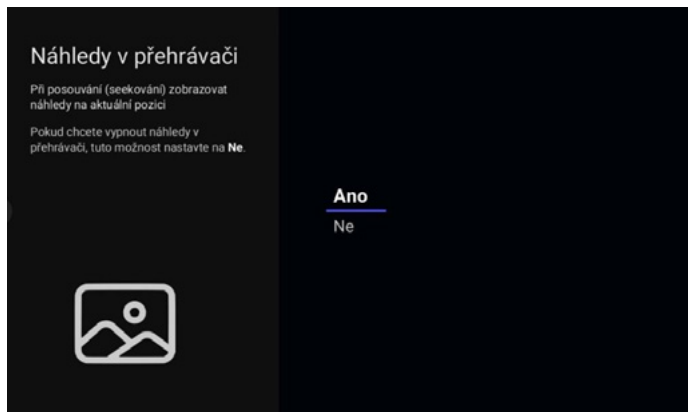 Náhledy v přehrávači
Při posouvání (seekování) zobrazovat
náhledy na aktuální pozici
Pokud chcete vypnout náhledy v
přehrávači, tuto možnost nastavte na Ne.
Ano
Ne